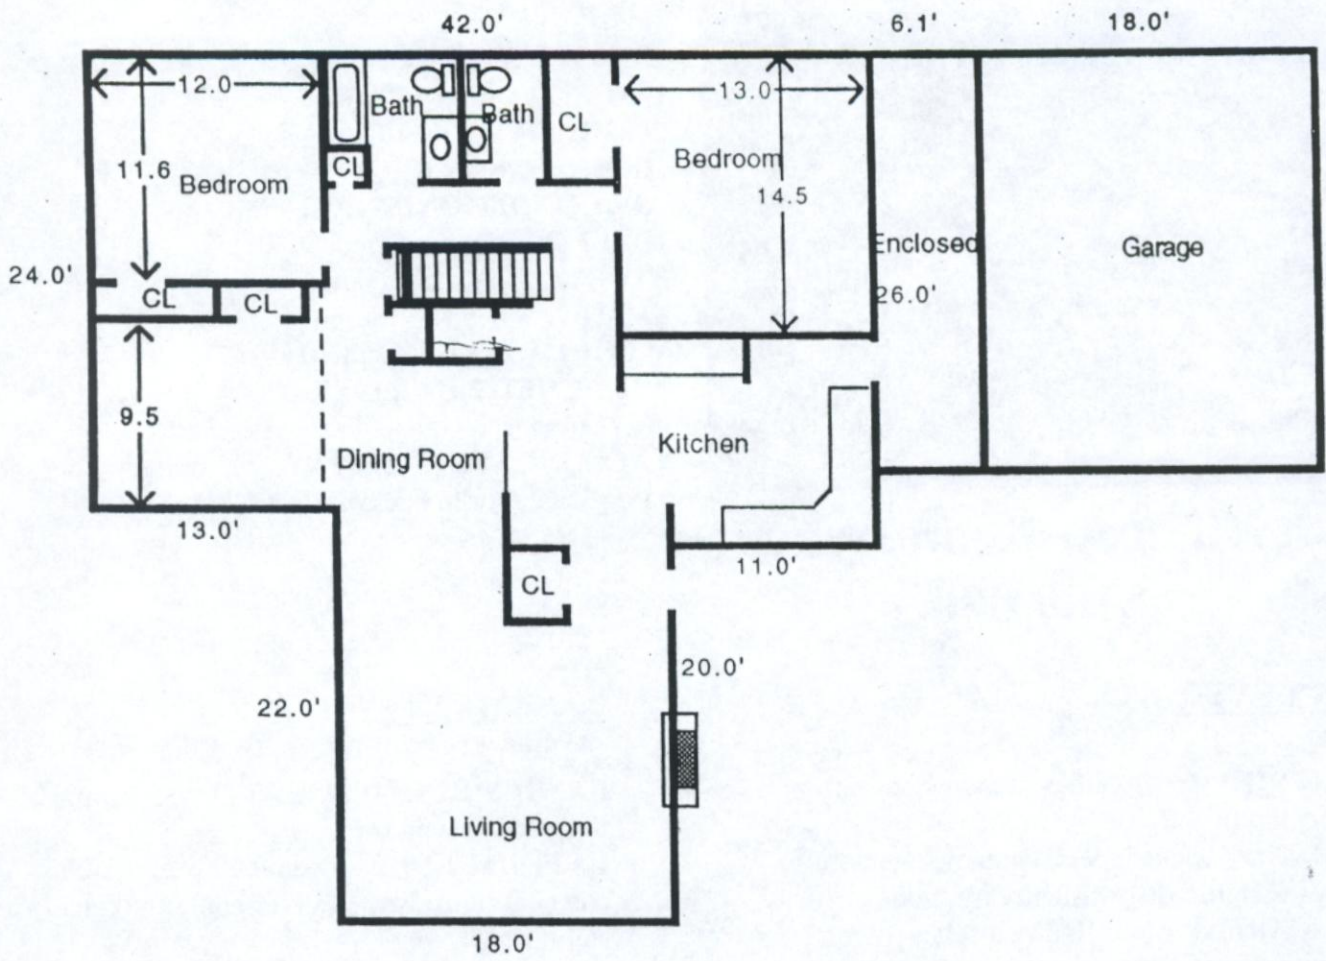 42.0'
6.1'
18.0'
12.0
13.0
Bath
Bath
CL
CL
11.6
Bedroom
Bedroom
14.5
Enclosed
Garage
24.0'
26.0'
CL
CL
9.5
Dining Room
Kitchen
13.0'
11.0'
CL
20.0'
22.0'
Living Room
18.0'